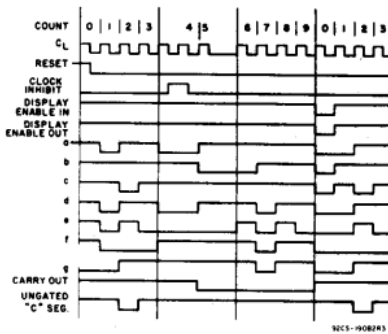 COUNT 0 1 2 3 4 5 6 7 8 9 0 1 2 3
CL
RESET
CLOCK
INHIBIT
DISPLAY
ENABLE IN
DISPLAY
ENABLE OUT
a
b
c
d
e
f
g
CARRY OUT
UNGATED
"C" SEG.
92CS-19082R3